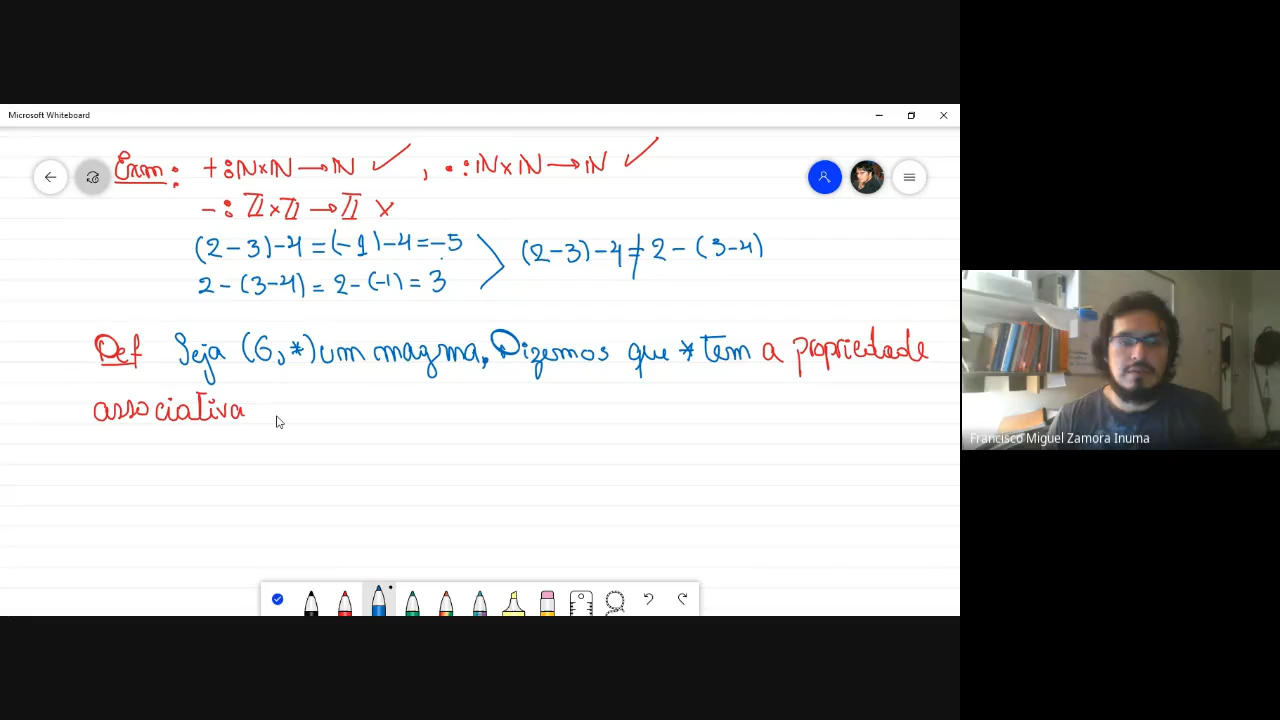 Microsoft Whiteboard
Exm: +: ℕ×ℕ → ℕ ✓ , •: ℕ×ℕ → ℕ ✓
-: ℤ×ℤ → ℤ ×
(2-3)-4 = (-1)-4 = -5
2-(3-4) = 2-(-1) = 3
(2-3)-4 ≠ 2-(3-4)
Def Seja (G, *) um magma, Dizemos que * tem a propriedade
associativa
Francisco Miguel Zamora Inuma